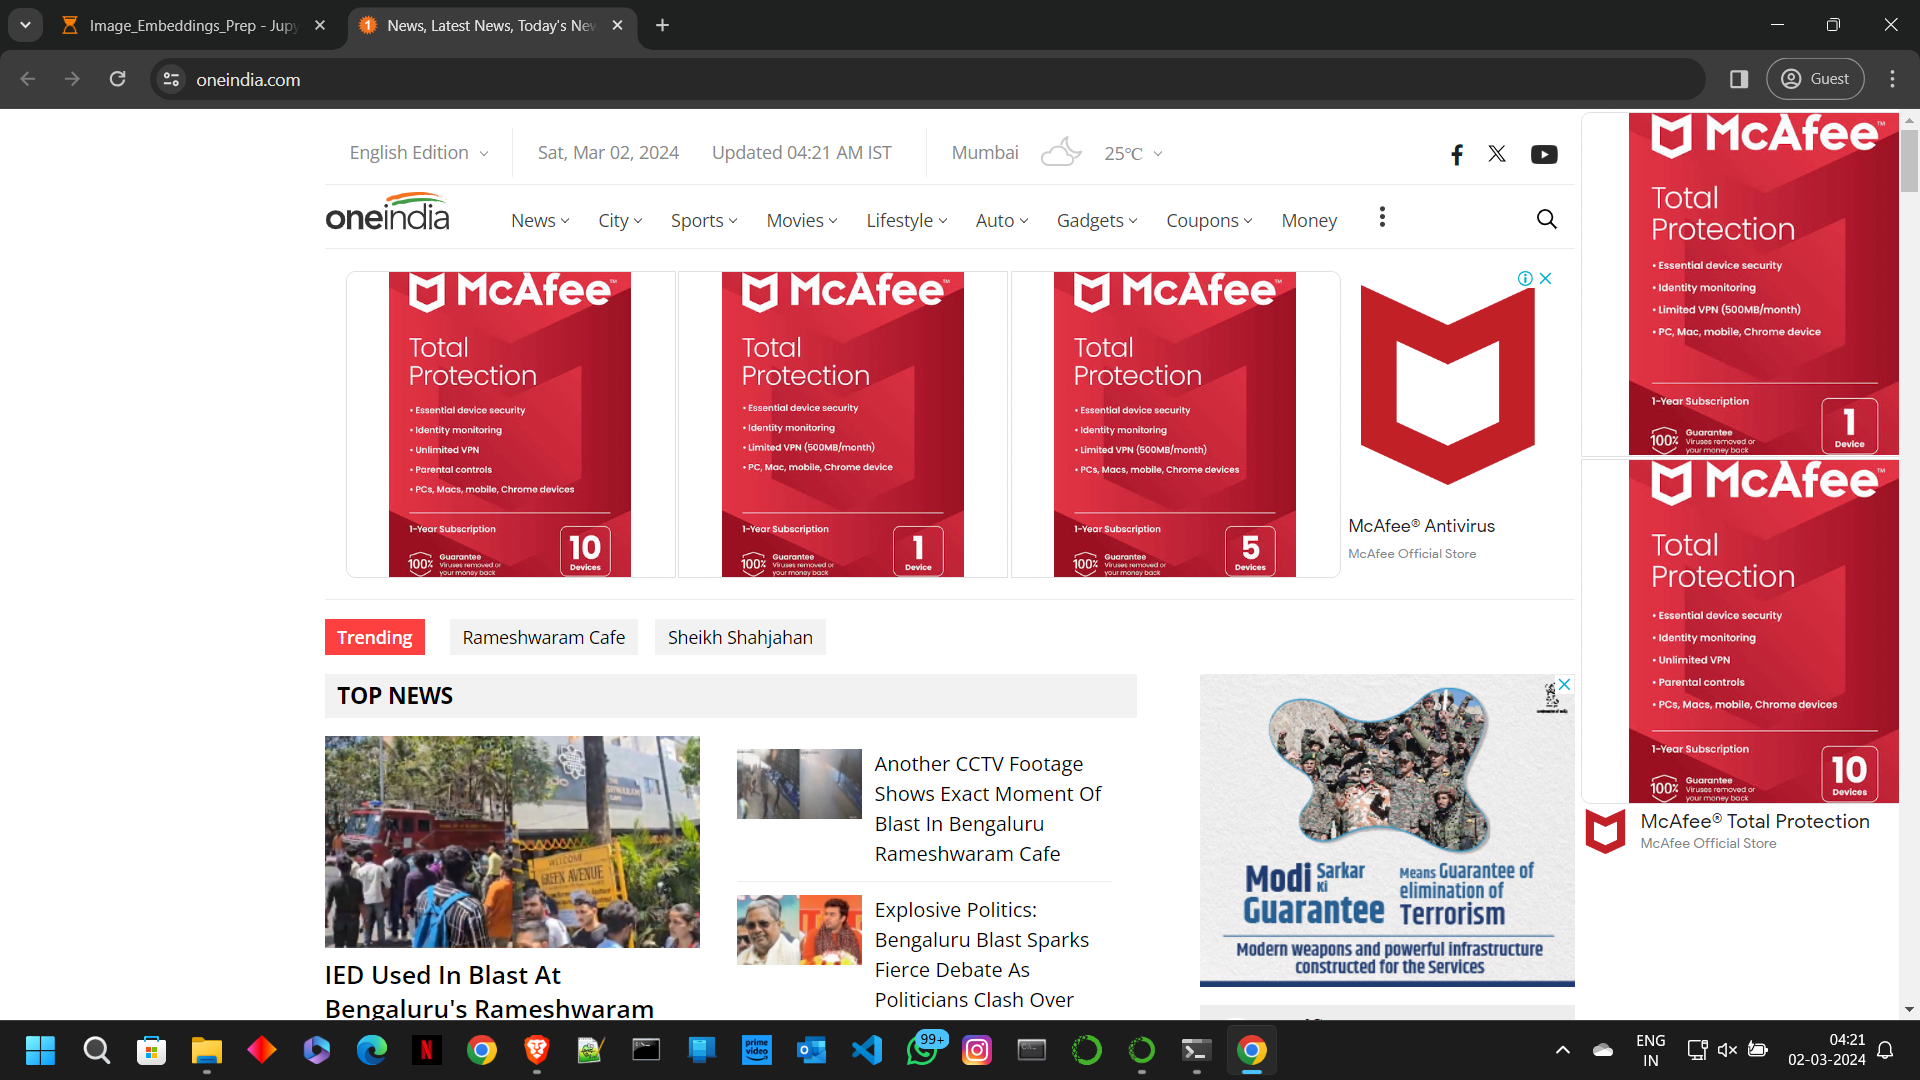 Image_Embeddings_Prep - Jupy
News, Latest News, Today's Nev
oneindia.com
Guest
English Edition
Sat, Mar 02, 2024
Updated 04:21 AM IST
Mumbai
25°C
oneindia
News
City
Sports
Movies
Lifestyle
Auto
Gadgets
Coupons
Money
McAfee™
Total
Protection
• Essential device security
• Identity monitoring
• Unlimited VPN
• Parental controls
• PCs, Macs, mobile, Chrome devices
1-Year Subscription
100%
Guarantee
Viruses removed or
your money back
10
Devices
McAfee™
Total
Protection
• Essential device security
• Identity monitoring
• Limited VPN (500MB/month)
• PC, Mac, mobile, Chrome device
1-Year Subscription
100%
Guarantee
Viruses removed or
your money back
1
Device
McAfee™
Total
Protection
• Essential device security
• Identity monitoring
• Limited VPN (500MB/month)
• PCs, Macs, mobile, Chrome devices
1-Year Subscription
100%
Guarantee
Viruses removed or
your money back
5
Devices
McAfee® Antivirus
McAfee Official Store
McAfee™
Total
Protection
• Essential device security
• Identity monitoring
• Limited VPN (500MB/month)
• PC, Mac, mobile, Chrome device
1-Year Subscription
100%
Guarantee
Viruses removed or
your money back
1
Device
McAfee™
Total
Protection
• Essential device security
• Identity monitoring
• Unlimited VPN
• Parental controls
• PCs, Macs, mobile, Chrome devices
1-Year Subscription
100%
Guarantee
Viruses removed or
your money back
10
Devices
McAfee® Total Protection
McAfee Official Store
Trending
Rameshwaram Cafe
Sheikh Shahjahan
TOP NEWS
WELCOME
GREEN AVENUE
IED Used In Blast At
Bengaluru's Rameshwaram
Another CCTV Footage
Shows Exact Moment Of
Blast In Bengaluru
Rameshwaram Cafe
Explosive Politics:
Bengaluru Blast Sparks
Fierce Debate As
Politicians Clash Over
Modi Sarkar
Ki
Guarantee
Means Guarantee of
elimination of
Terrorism
Modern weapons and powerful infrastructure
constructed for the Services
prime
video
99+
ENG
IN
04:21
02-03-2024